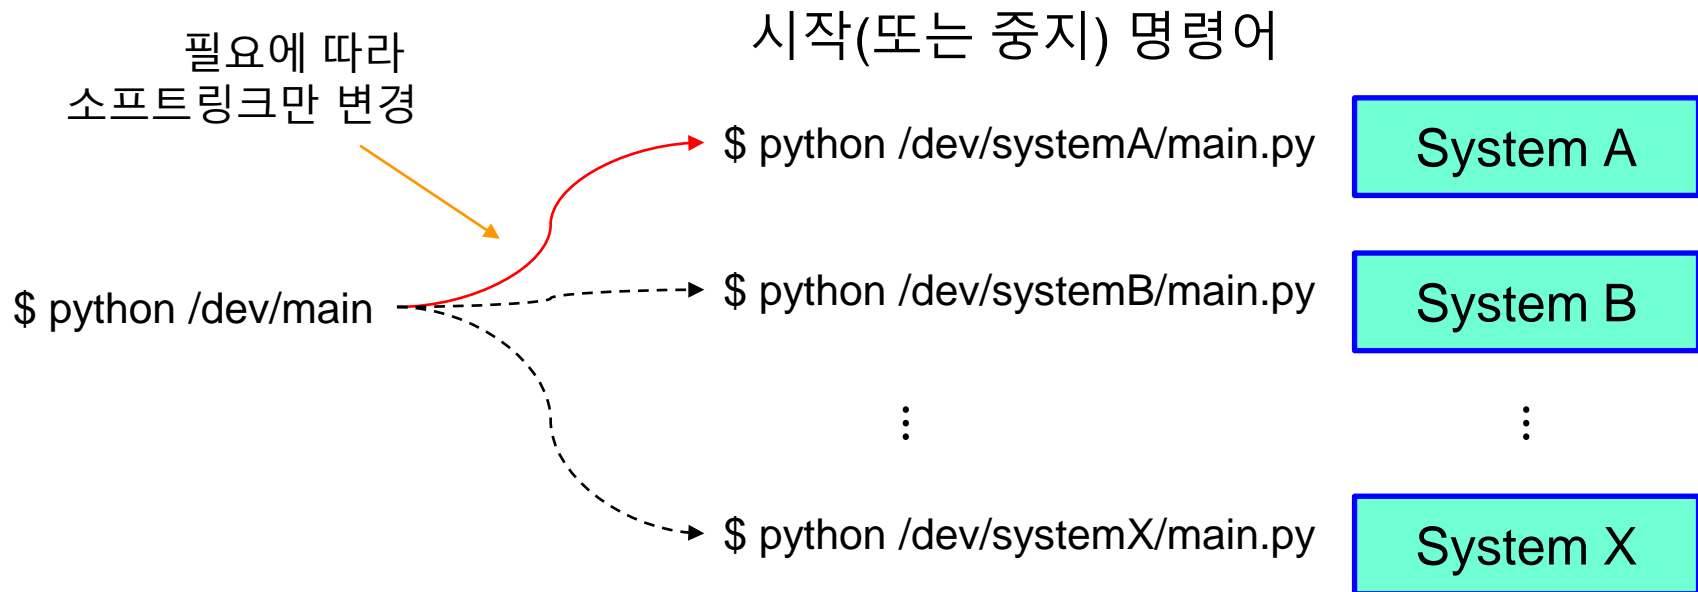 시작(또는 중지) 명령어
필요에 따라
소프트링크만 변경
$ python /dev/systemA/main.py
System A
$ python /dev/main
$ python /dev/systemB/main.py
System B
⋮
⋮
$ python /dev/systemX/main.py
System X